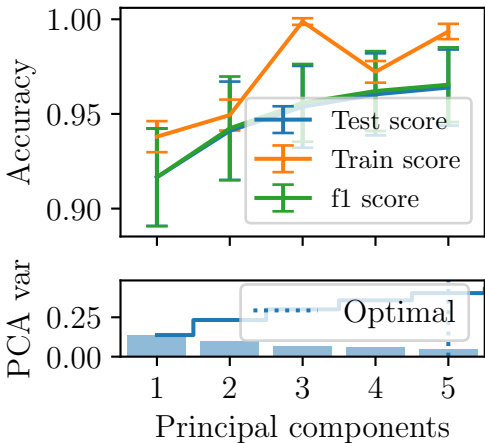 1.00
0.95
0.90
Accuracy
Test score
Train score
f1 score
0.25
0.00
PCA var
Optimal
1 2 3 4 5
Principal components